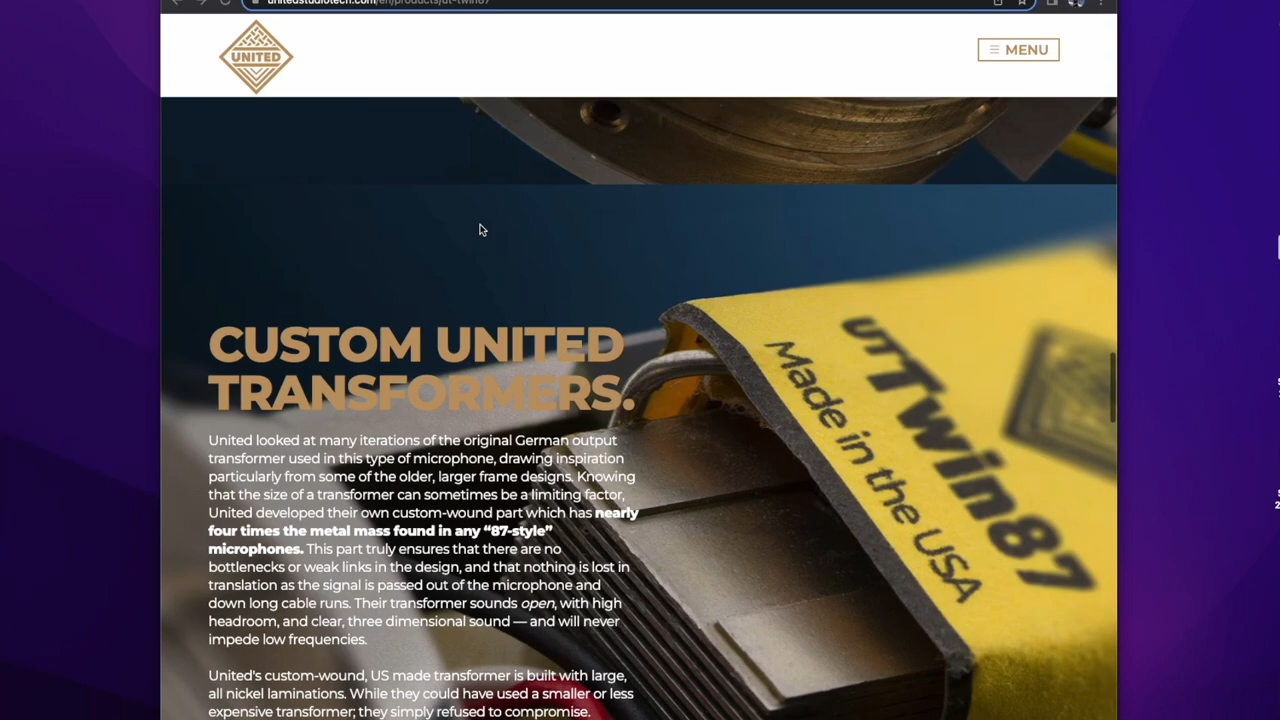 unitedstudiotech.com/en/products/ut-twin87
UNITED
MENU
CUSTOM UNITED
TRANSFORMERS.
United looked at many iterations of the original German output
transformer used in this type of microphone, drawing inspiration
particularly from some of the older, larger frame designs. Knowing
that the size of a transformer can sometimes be a limiting factor,
United developed their own custom-wound part which has nearly
four times the metal mass found in any “87-style”
microphones. This part truly ensures that there are no
bottlenecks or weak links in the design, and that nothing is lost in
translation as the signal is passed out of the microphone and
down long cable runs. Their transformer sounds open, with high
headroom, and clear, three dimensional sound — and will never
impede low frequencies.
United's custom-wound, US made transformer is built with large,
all nickel laminations. While they could have used a smaller or less
expensive transformer; they simply refused to compromise.
UTTwin87
Made in the USA